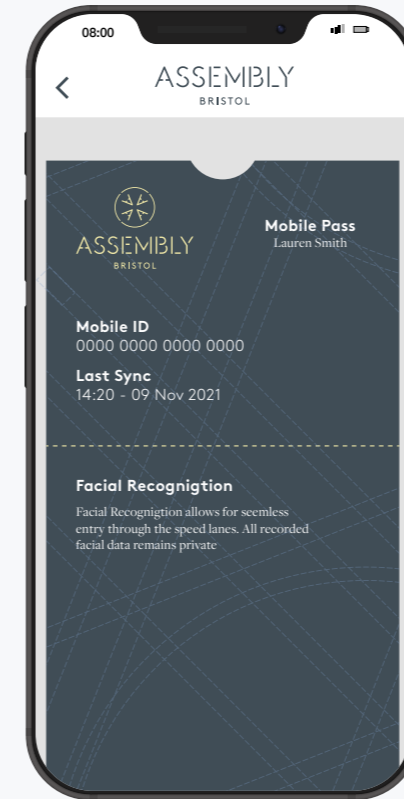 08:00
ASSEMBLY
BRISTOL
ASSEMBLY
BRISTOL
Mobile Pass
Lauren Smith
Mobile ID
0000 0000 0000 0000
Last Sync
14:20 - 09 Nov 2021
Facial Recognigtion
Facial Recognigtion allows for seemless
entry through the speed lanes. All recorded
facial data remains private